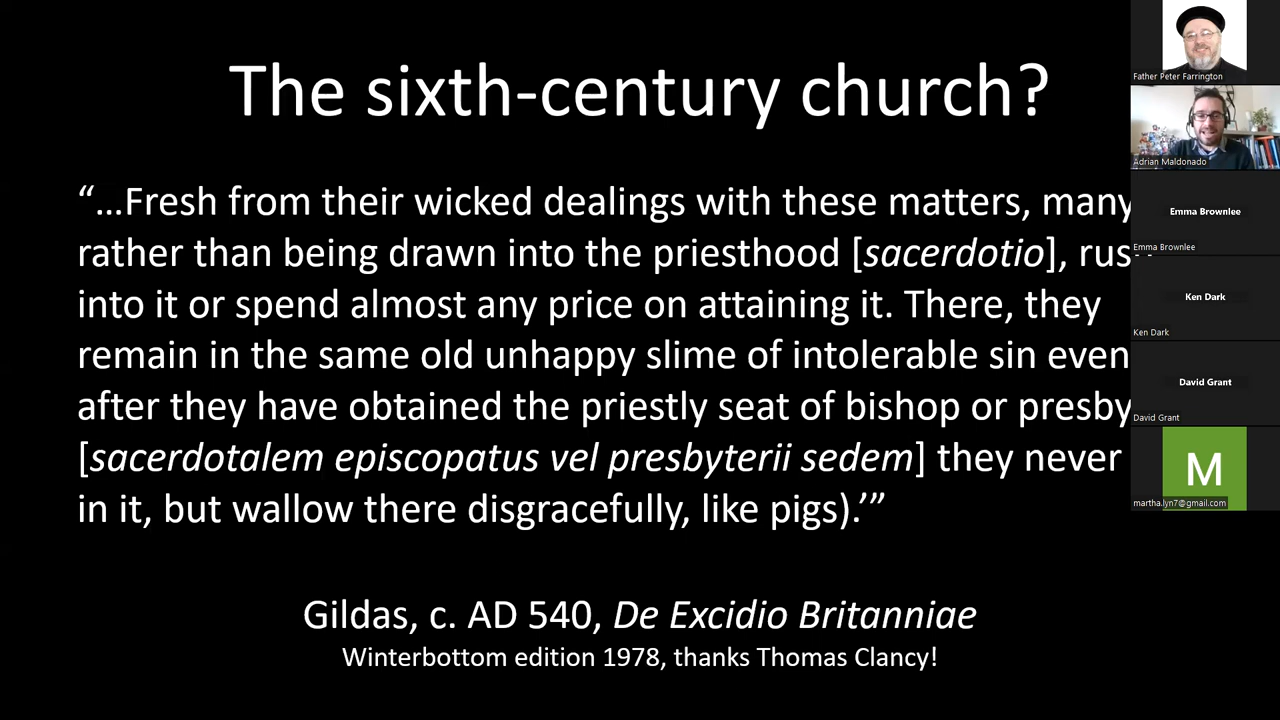 The sixth-century church?
“…Fresh from their wicked dealings with these matters, many
rather than being drawn into the priesthood [sacerdotio],
into it or spend almost any price on attaining it. There, they
remain in the same old unhappy slime of intolerable sin even
after they have obtained the priestly seat of bishop or
[sacerdotalem episcopatus vel presbyterii sedem] they never
in it, but wallow there disgracefully, like pigs).’”
Gildas, c. AD 540, De Excidio Britanniae
Winterbottom edition 1978, thanks Thomas Clancy!
Father Peter Farrington
Adrian Maldonado
Emma Brownlee
Emma Brownlee
Ken Dark
Ken Dark
David Grant
David Grant
M
martha.lyn7@gmail.com